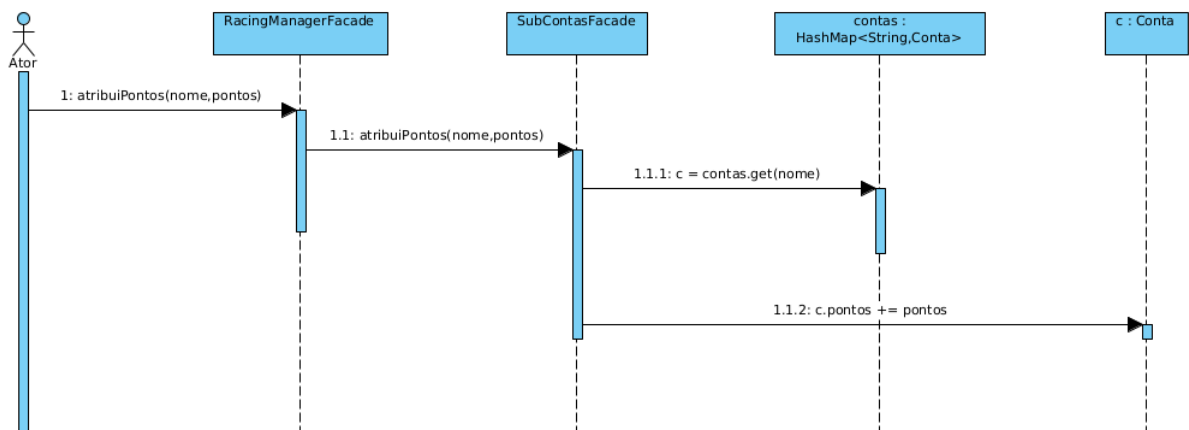 RacingManagerFacade
SubContasFacade
contas :
HashMap<String,Conta>
c : Conta
Ator
1: atribuiPontos(nome,pontos)
1.1: atribuiPontos(nome,pontos)
1.1.1: c = contas.get(nome)
1.1.2: c.pontos += pontos